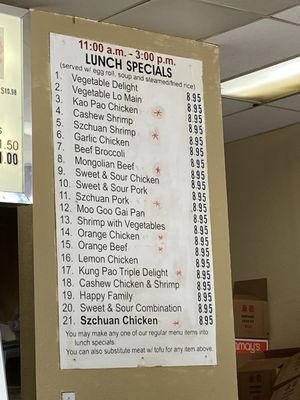 $10.98
1.50
1.00
11:00 a.m. - 3:00 p.m.
LUNCH SPECIALS
(served w/ egg roll, soup and steamed/fried rice)
1. Vegetable Delight 8.95
2. Vegetable Lo Main 8.95
3. Kao Pao Chicken * 8.95
4. Cashew Shrimp 8.95
5. Szchuan Shrimp * 8.95
6. Garlic Chicken 8.95
7. Beef Broccoli 8.95
8. Mongolian Beef * 8.95
9. Sweet & Sour Chicken 8.95
10. Sweet & Sour Pork 8.95
11. Szchuan Pork * 8.95
12. Moo Goo Gai Pan 8.95
13. Shrimp with Vegetables 8.95
14. Orange Chicken * 8.95
15. Orange Beef * 8.95
16. Lemon Chicken 8.95
17. Kung Pao Triple Delight * 8.95
18. Cashew Chicken & Shrimp 8.95
19. Happy Family 8.95
20. Sweet & Sour Combination 8.95
21. Szchuan Chicken * 8.95
You may make any one of our regular menu items into
lunch specials.
You can also substitute meat w/ tofu for any item above.